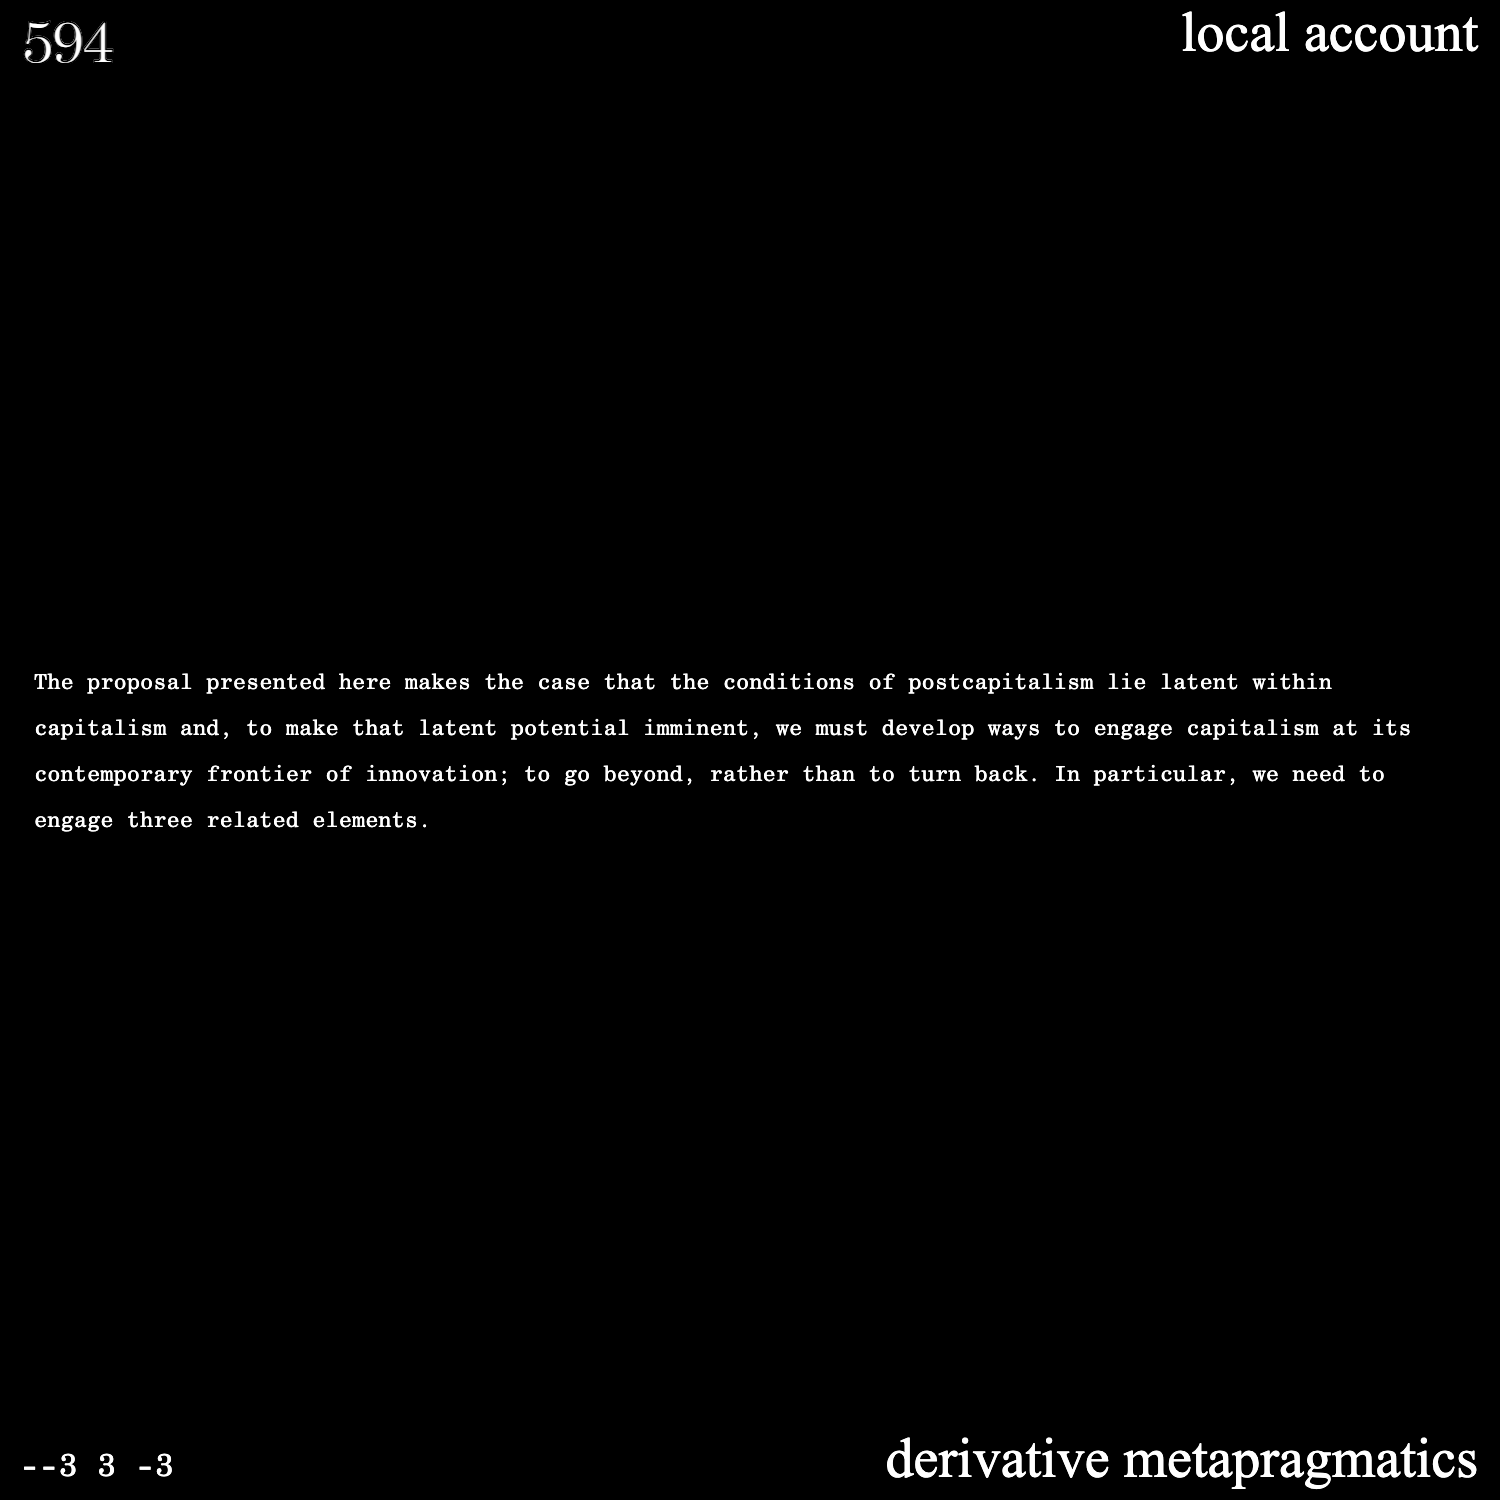 594
local account
The proposal presented here makes the case that the conditions of postcapitalism lie latent within
capitalism and, to make that latent potential imminent, we must develop ways to engage capitalism at its
contemporary frontier of innovation; to go beyond, rather than to turn back. In particular, we need to
engage three related elements.
--3 3 -3
derivative metapragmatics